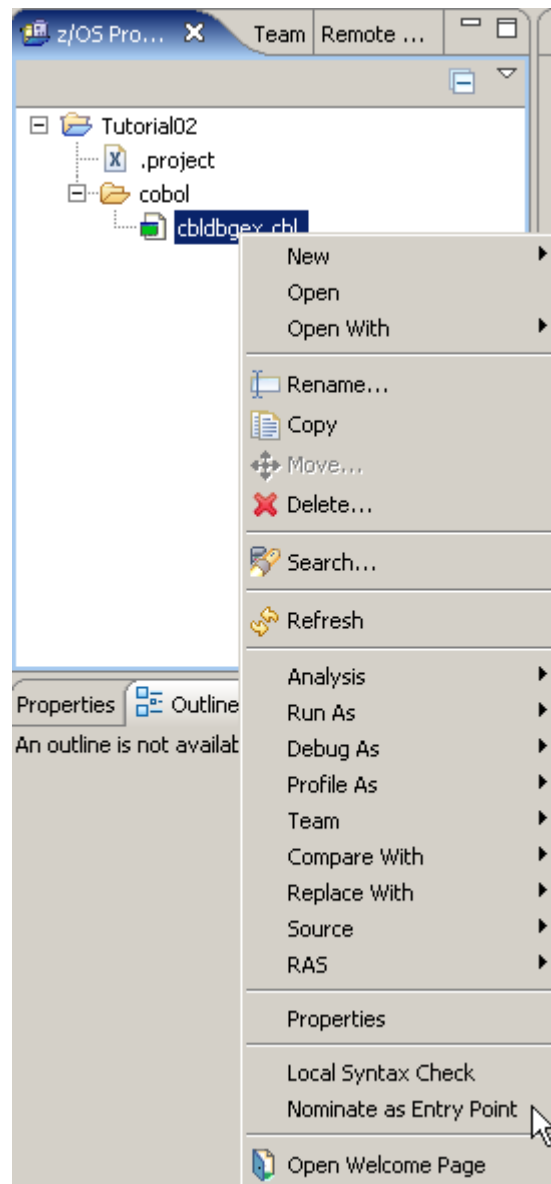 z/OS Pro... Team Remote ...
Tutorial02
X .project
cobol
cbldbgex.cbl
New
Open
Open With
Rename...
Copy
Move...
Delete...
Search...
Refresh
Analysis
Properties Outline
Run As
An outline is not availab
Debug As
Profile As
Team
Compare With
Replace With
Source
RAS
Properties
Local Syntax Check
Nominate as Entry Point
Open Welcome Page